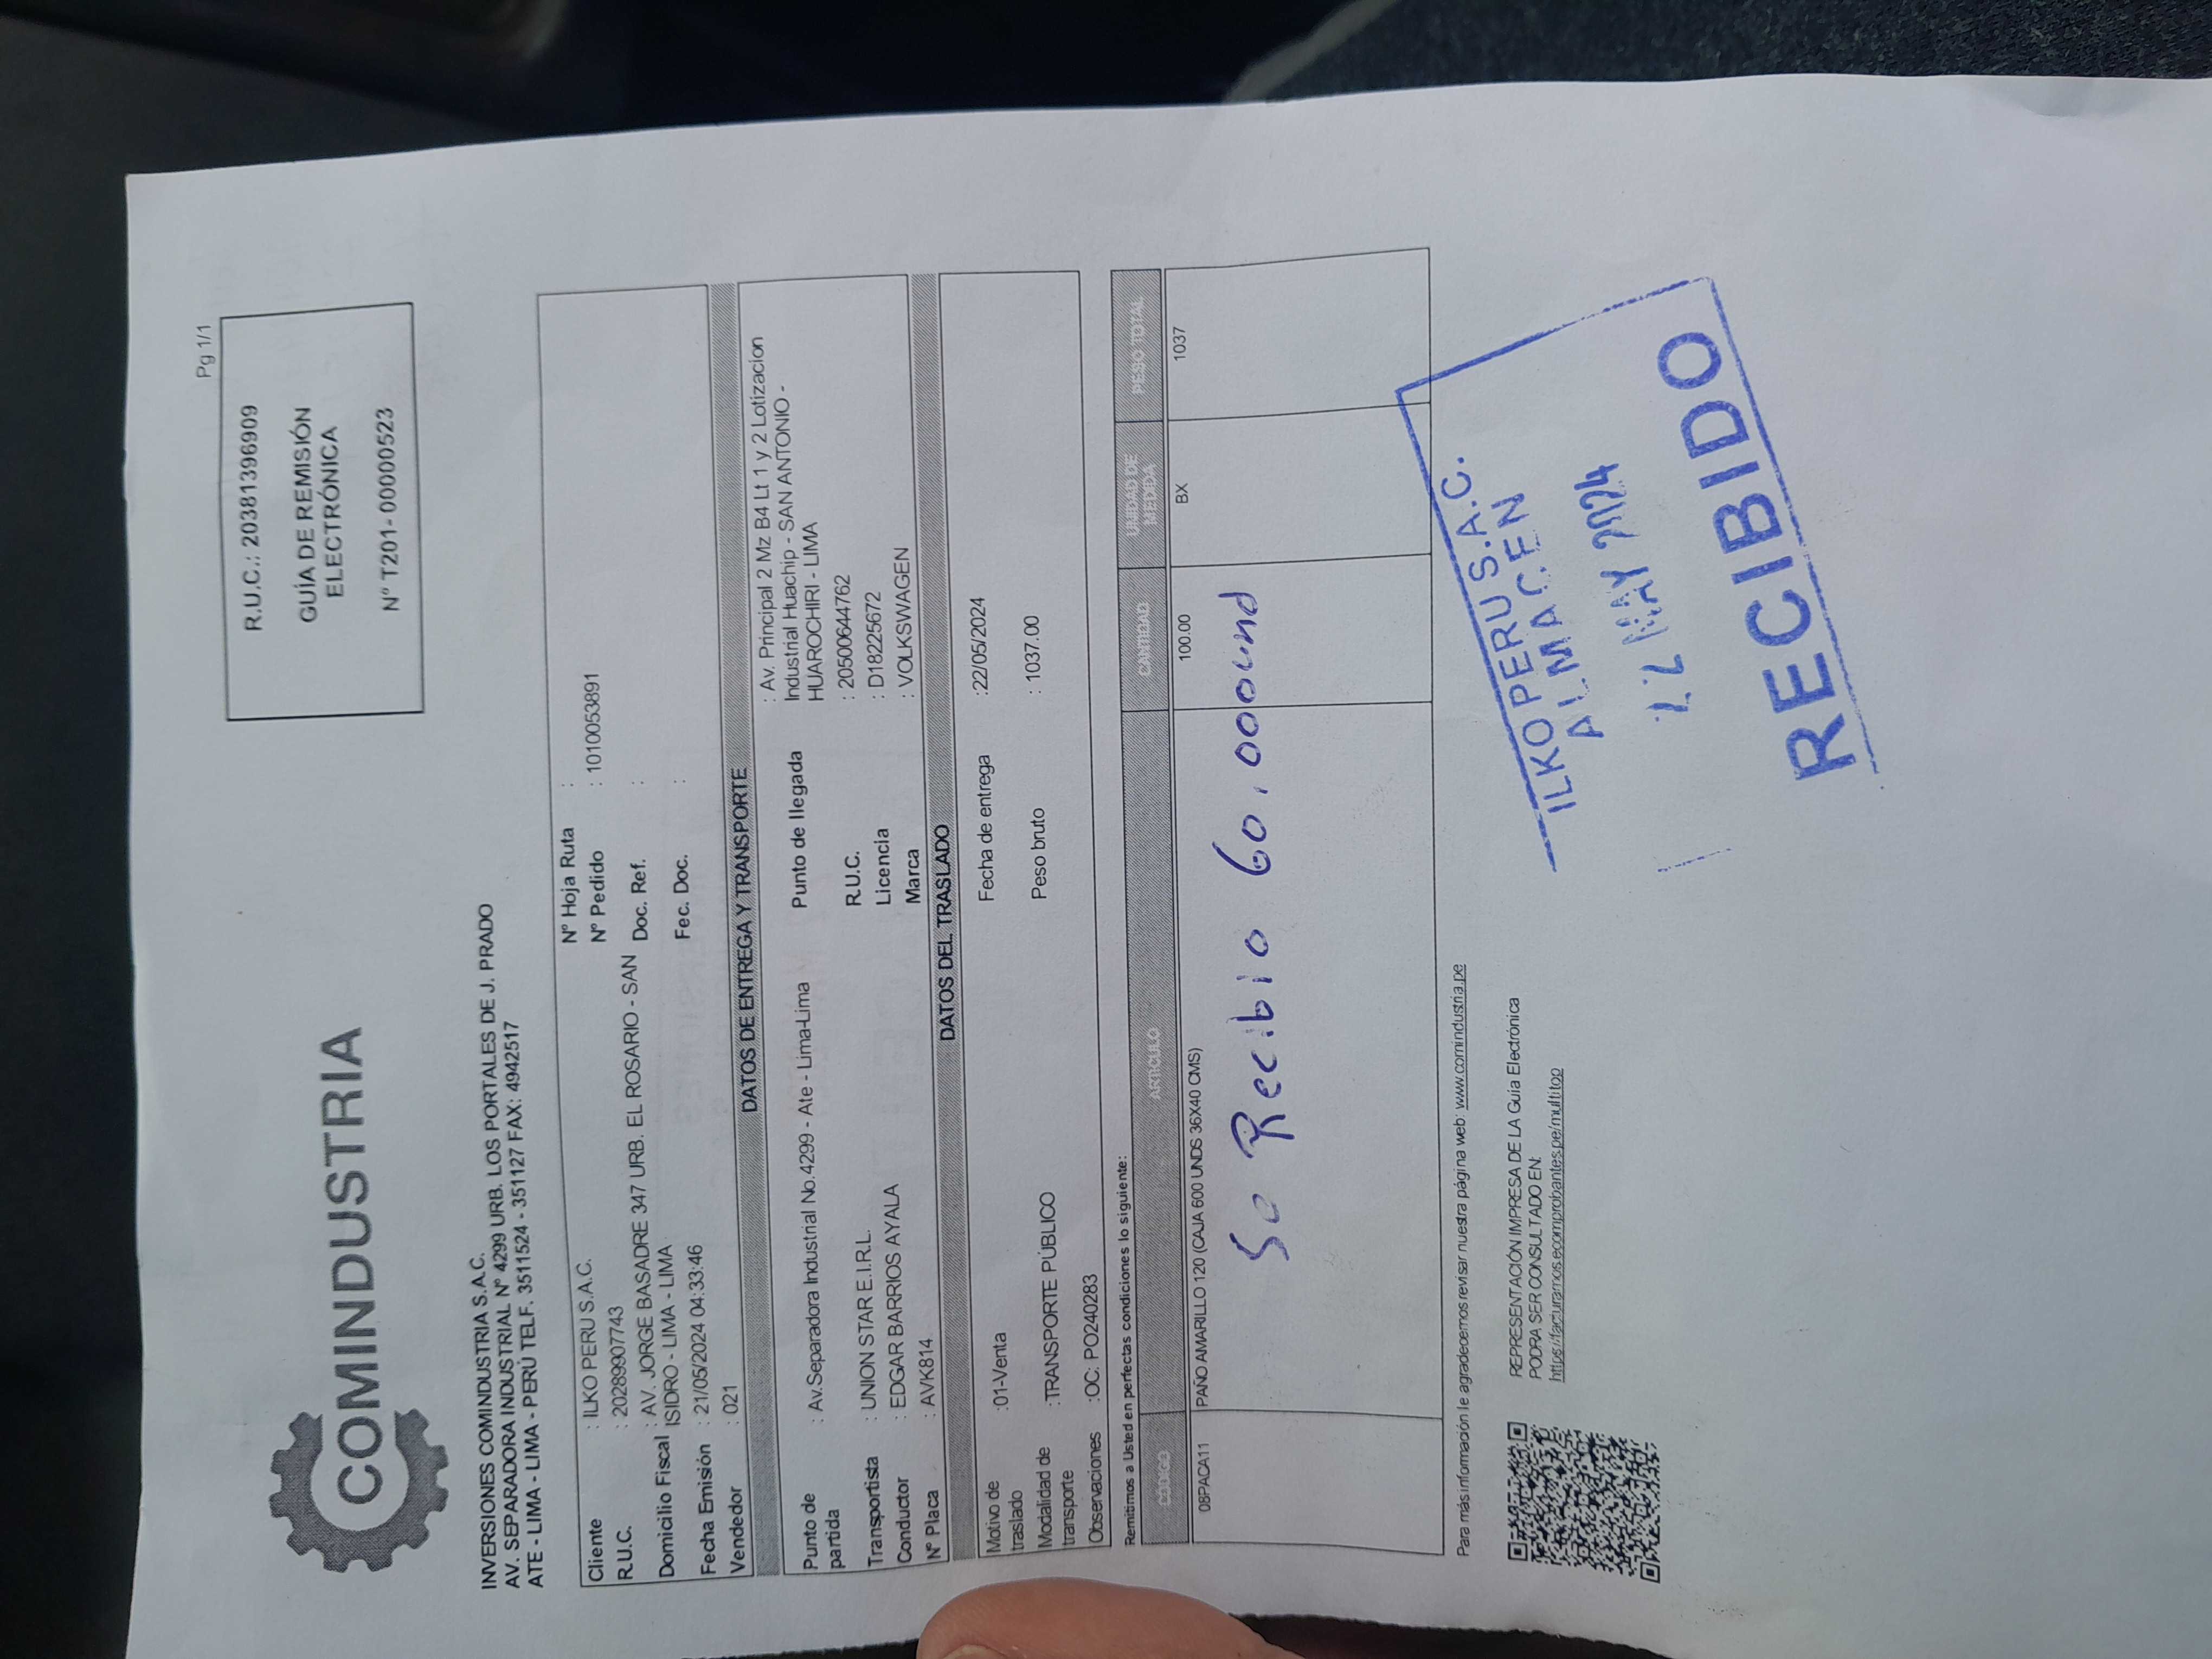 Pg 1/1
COMINDUSTRIA
R.U.C.: 20381396909
GUÍA DE REMISIÓN
ELECTRÓNICA
N° T201-00000523
INVERSIONES COMINDUSTRIA S.A.C.
AV. SEPARADORA INDUSTRIAL N° 4299 URB. LOS PORTALES DE J. PRADO
ATE - LIMA - LIMA - PERÚ TELF. 3511524 - 351127 FAX: 4942517
Cliente : ILKO PERU S.A.C. N° Hoja Ruta :
R.U.C. : 20289907743 N° Pedido : 1010053891
Domicilio Fiscal : AV. JORGE BASADRE 347 URB. EL ROSARIO - SAN Doc. Ref. :
ISIDRO - LIMA - LIMA
Fecha Emisión : 21/05/2024 04:33:46 Fec. Doc. :
Vendedor : 021
DATOS DE ENTREGA Y TRANSPORTE
Punto de partida : Av.Separadora Industrial No.4299 - Ate - Lima-Lima Punto de llegada : Av. Principal 2 Mz B4 Lt 1 y 2 Lotizacion
Industrial Huachip - SAN ANTONIO -
HUAROCHIRI - LIMA
Transportista : UNION STAR E.I.R.L. R.U.C. : 20500644762
Conductor : EDGAR BARRIOS AYALA Licencia : D18225672
N° Placa : AVK814 Marca : VOLKSWAGEN
DATOS DEL TRASLADO
Motivo de traslado :01-Venta Fecha de entrega :22/05/2024
Modalidad de transporte :TRANSPORTE PÚBLICO Peso bruto : 1037.00
Observaciones :OC: PO240283
Remitimos a Usted en perfectas condiciones lo siguiente:
CÓDIGO ARTÍCULO CANTIDAD UNIDAD DE MEDIDA PESO TOTAL
08PACA11 PAÑO AMARILLO 120 (CAJA 600 UNDS 36X40 CMS) 100.00 BX 1037
Se Recibio 60,000und
Para más información le agradecemos revisar nuestra página web: www.comindustria.pe
REPRESENTACIÓN IMPRESA DE LA Guía Electrónica
PODRA SER CONSULTADO EN:
https://facturamos.ecomprobantes.pe/multitop
ILKO PERU S.A.C.
ALMACEN
22 MAY 2024
RECIBIDO